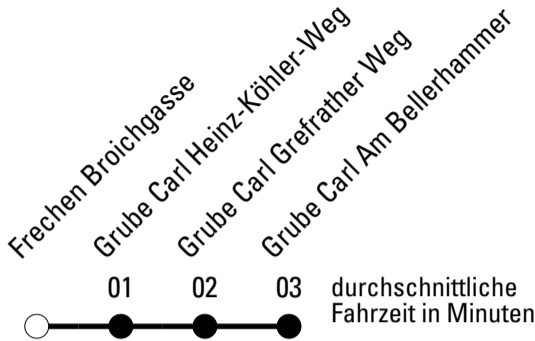 Frechen Broichgasse
Grube Carl Heinz-Köhler-Weg
Grube Carl Grefrather Weg
Grube Carl Am Bellerhammer
01 02 03
durchschnittliche
Fahrzeit in Minuten